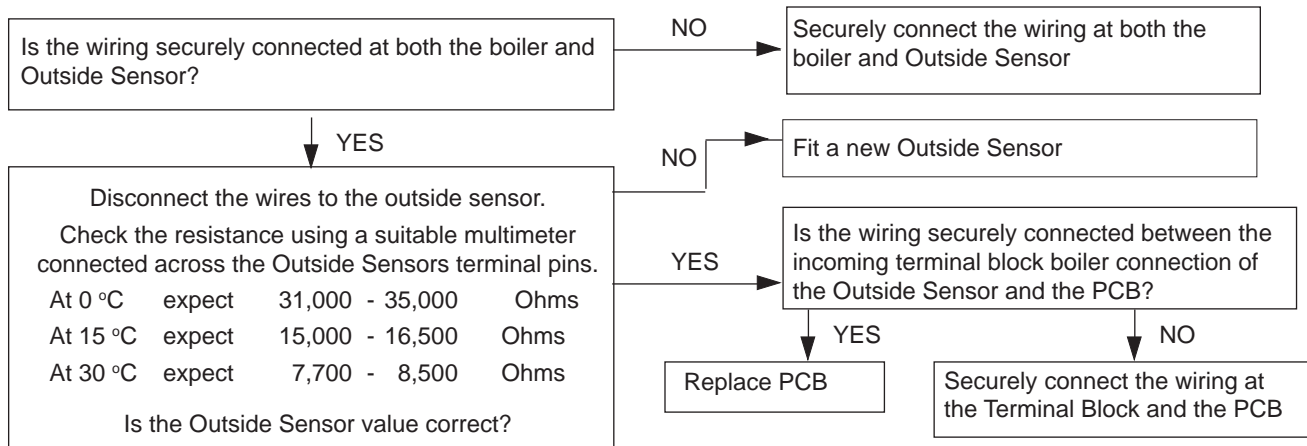 Is the wiring securely connected at both the boiler and
Outside Sensor?
NO
Securely connect the wiring at both the
boiler and Outside Sensor
YES
Disconnect the wires to the outside sensor.
Check the resistance using a suitable multimeter
connected across the Outside Sensors terminal pins.
At 0 °C expect 31,000 - 35,000 Ohms
At 15 °C expect 15,000 - 16,500 Ohms
At 30 °C expect 7,700 - 8,500 Ohms
Is the Outside Sensor value correct?
NO
Fit a new Outside Sensor
YES
Is the wiring securely connected between the
incoming terminal block boiler connection of
the Outside Sensor and the PCB?
YES
Replace PCB
NO
Securely connect the wiring at
the Terminal Block and the PCB